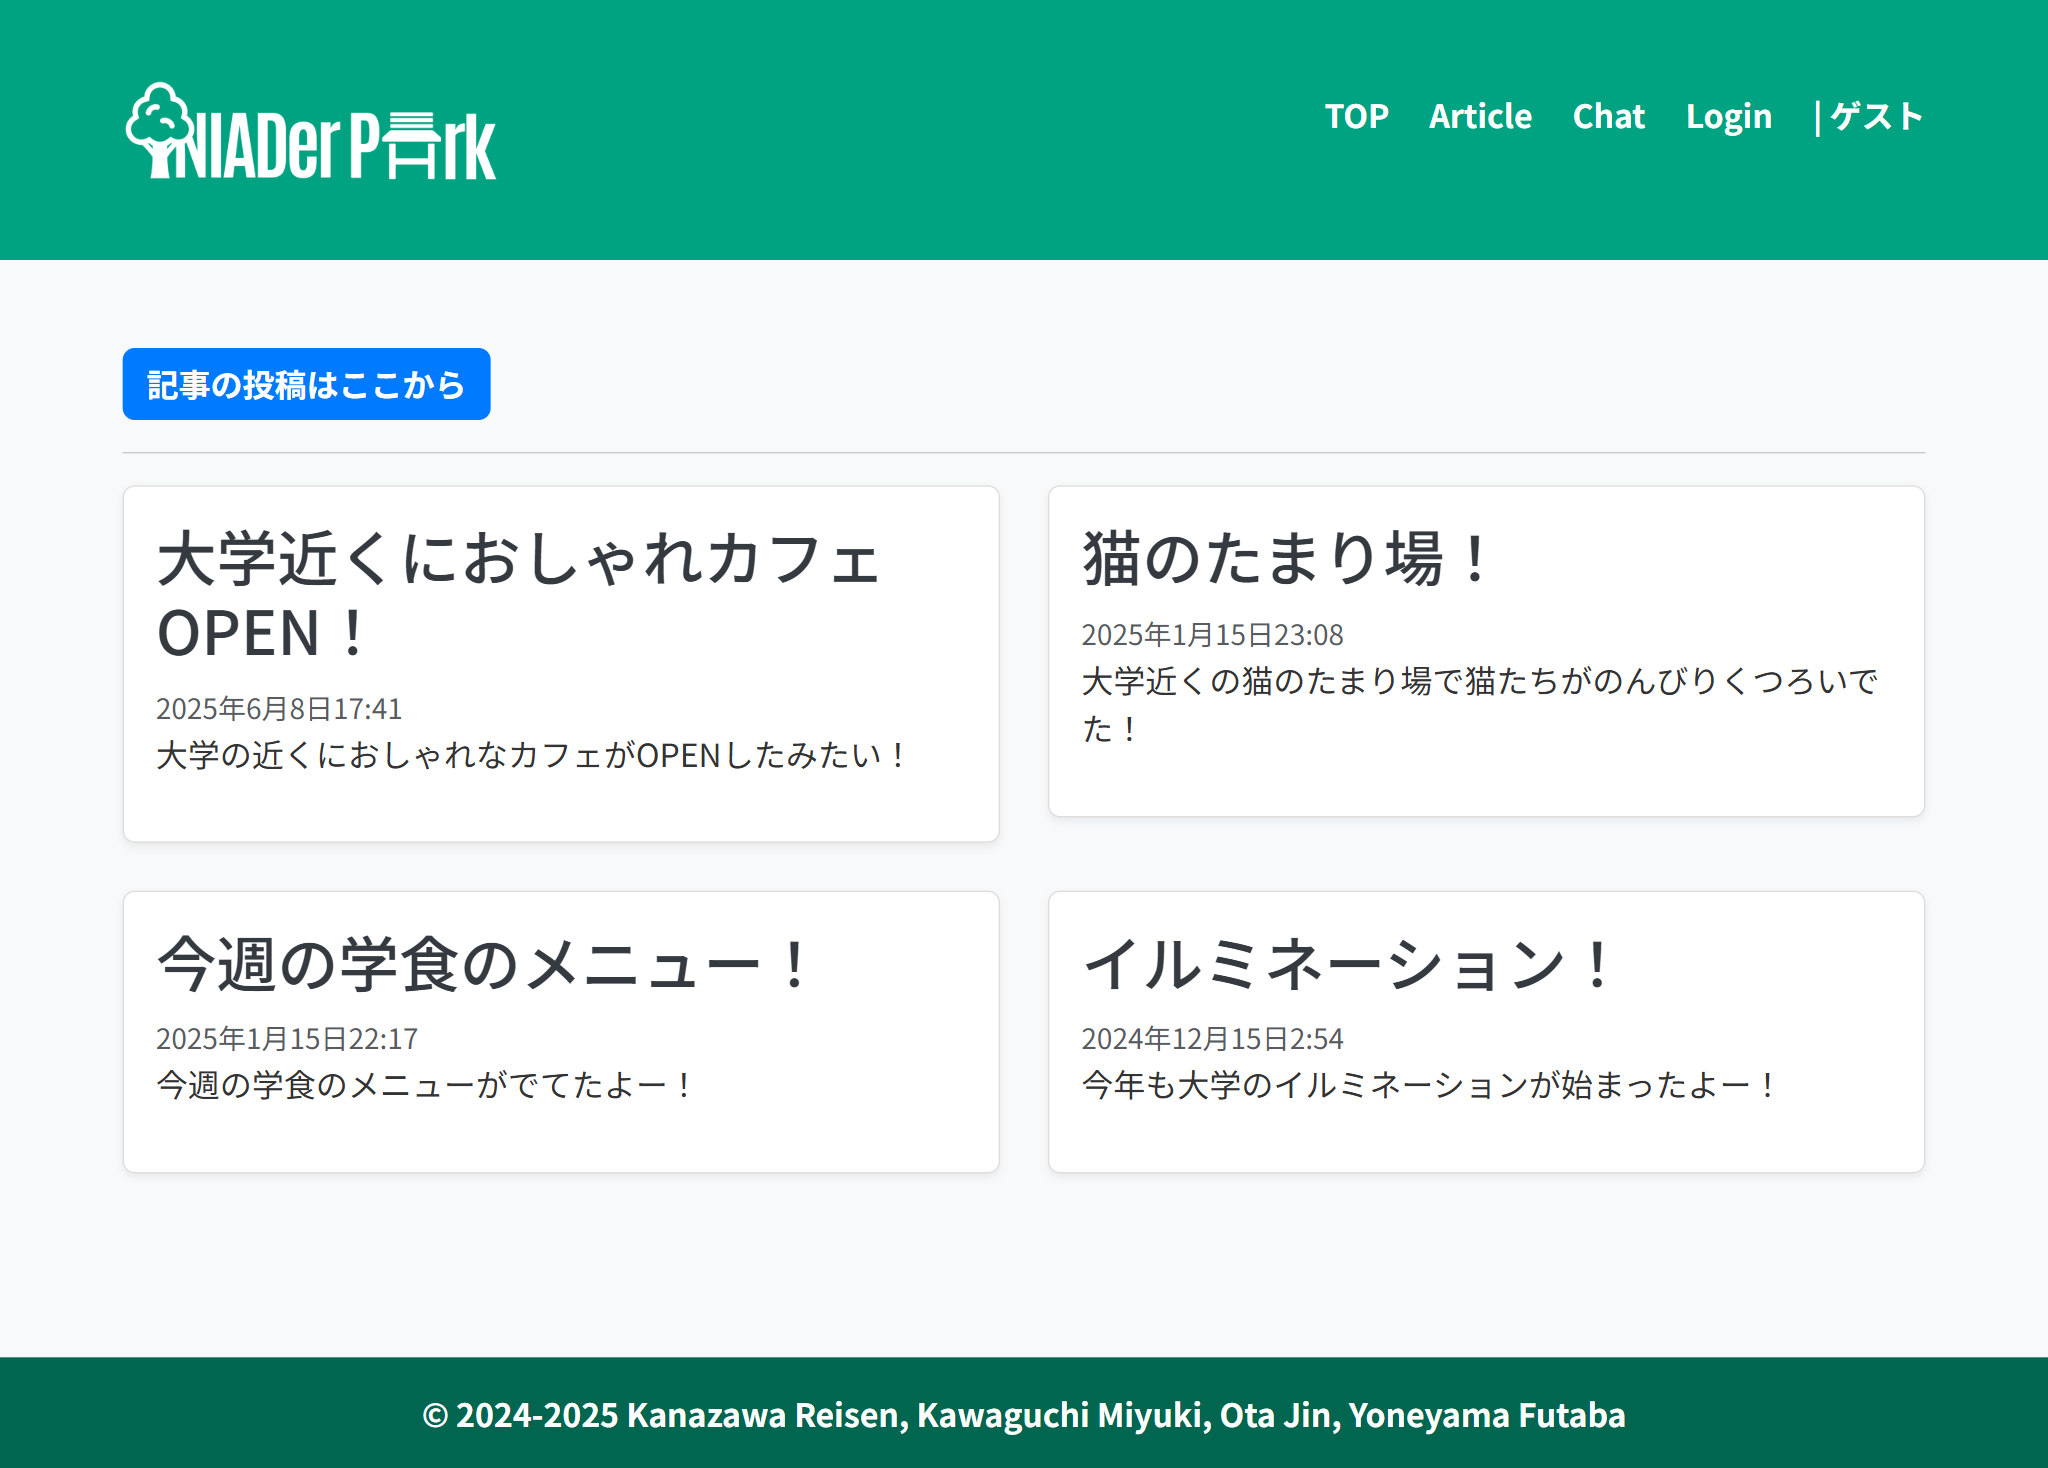 NIADer Park
TOP Article Chat Login | ゲスト
記事の投稿はここから
大学近くにおしゃれカフェ
OPEN！
2025年6月8日17:41
大学の近くにおしゃれなカフェがOPENしたみたい！
猫のたまり場！
2025年1月15日23:08
大学近くの猫のたまり場で猫たちがのんびりくつろいで
た！
今週の学食のメニュー！
2025年1月15日22:17
今週の学食のメニューがでてたよー！
イルミネーション！
2024年12月15日2:54
今年も大学のイルミネーションが始まったよー！
© 2024-2025 Kanazawa Reisen, Kawaguchi Miyuki, Ota Jin, Yoneyama Futaba